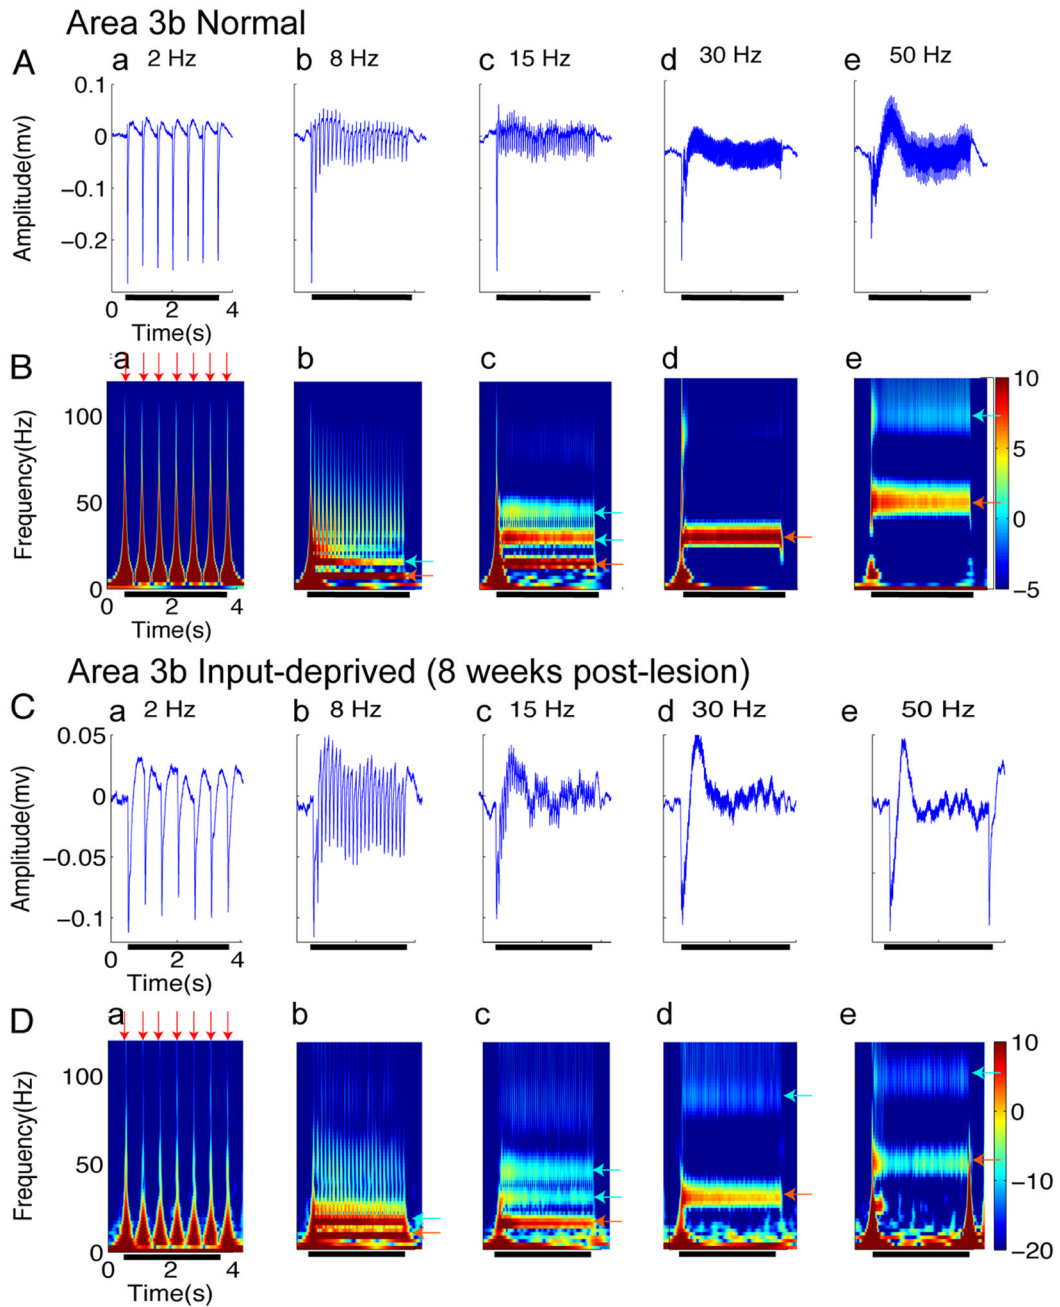 Area 3b Normal
A
a 2 Hz
b 8 Hz
c 15 Hz
d 30 Hz
e 50 Hz
Amplitude(mv)
0.1
0
−0.1
−0.2
0 2 4
Time(s)
B
a
b
c
d
e
Frequency(Hz)
100
50
0
0 2 4
Time(s)
10
5
0
−5
Area 3b Input-deprived (8 weeks post-lesion)
C
a 2 Hz
b 8 Hz
c 15 Hz
d 30 Hz
e 50 Hz
Amplitude(mv)
0.05
0
−0.05
−0.1
0 2 4
Time(s)
D
a
b
c
d
e
Frequency(Hz)
100
50
0
0 2 4
Time(s)
10
0
−10
−20